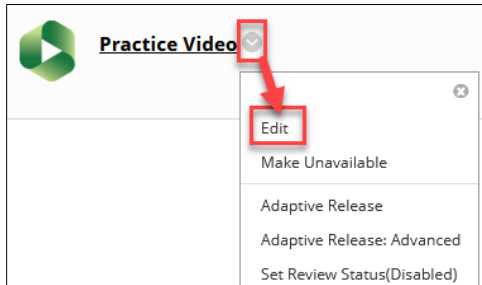 Practice Video
Edit
Make Unavailable
Adaptive Release
Adaptive Release: Advanced
Set Review Status(Disabled)